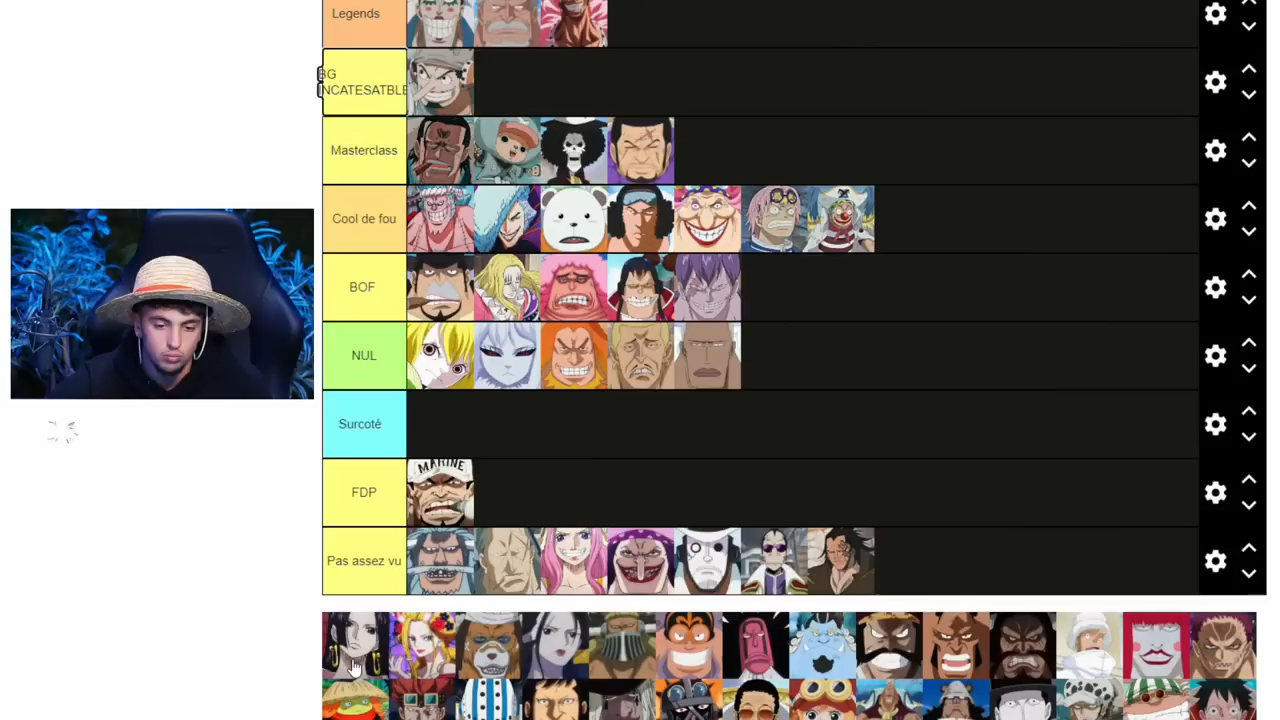 Legends
BG
INCATESATBLE
Masterclass
Cool de fou
BOF
NUL
Surcoté
FDP
MARINE
Pas assez vu